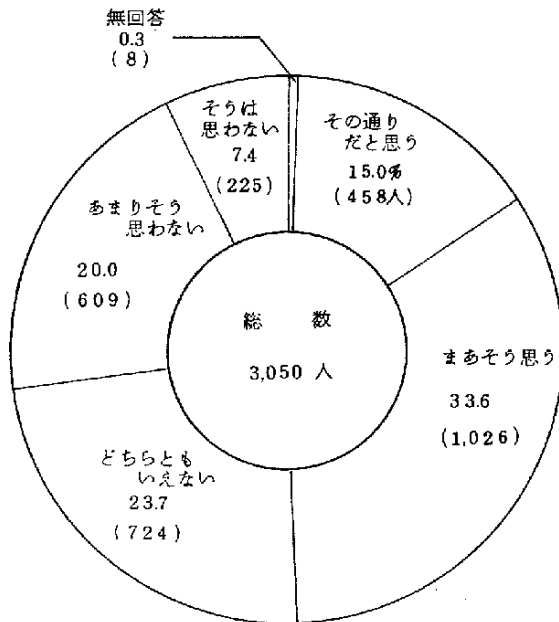 無回答
0.3
(8)
その通り
だと思う
15.0%
(458人)
まあそう思う
33.6
(1,026)
どちらとも
いえない
23.7
(724)
あまりそう
思わない
20.0
(609)
そうは
思わない
7.4
(225)
総 数
3,050 人